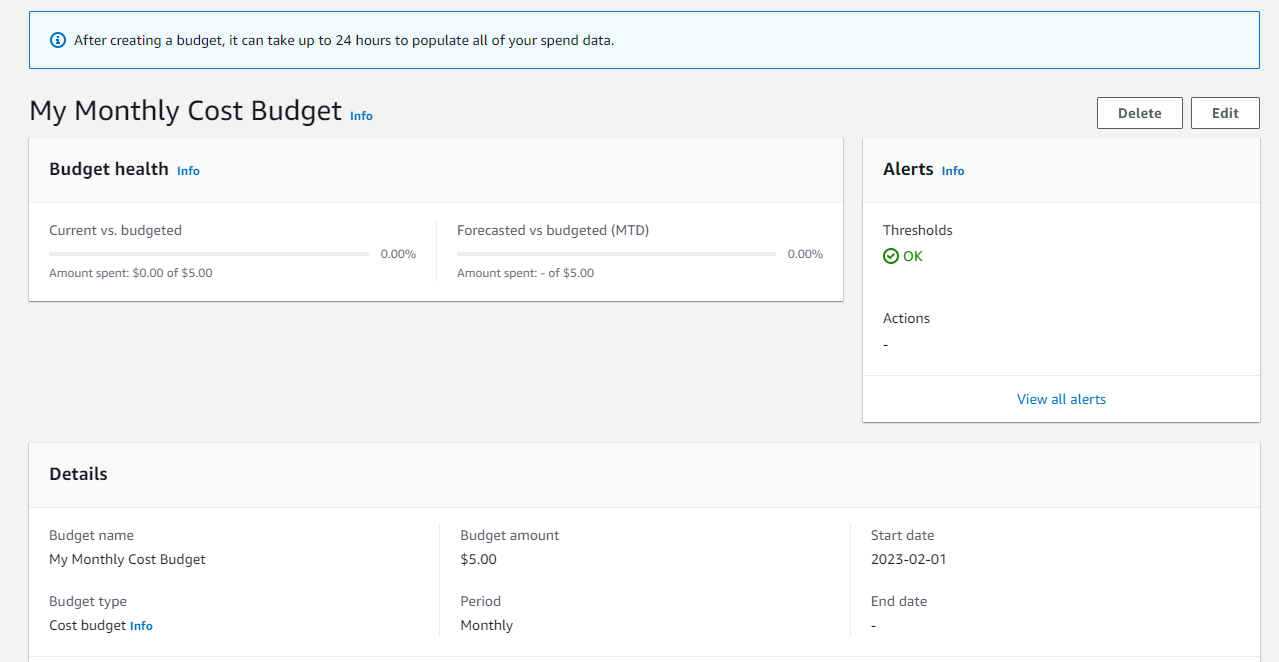 After creating a budget, it can take up to 24 hours to populate all of your spend data.
My Monthly Cost Budget Info
Delete
Edit
Budget health Info
Current vs. budgeted
0.00%
Amount spent: $0.00 of $5.00
Forecasted vs budgeted (MTD)
0.00%
Amount spent: - of $5.00
Alerts Info
Thresholds
OK
Actions
-
View all alerts
Details
Budget name
My Monthly Cost Budget
Budget type
Cost budget Info
Budget amount
$5.00
Period
Monthly
Start date
2023-02-01
End date
-